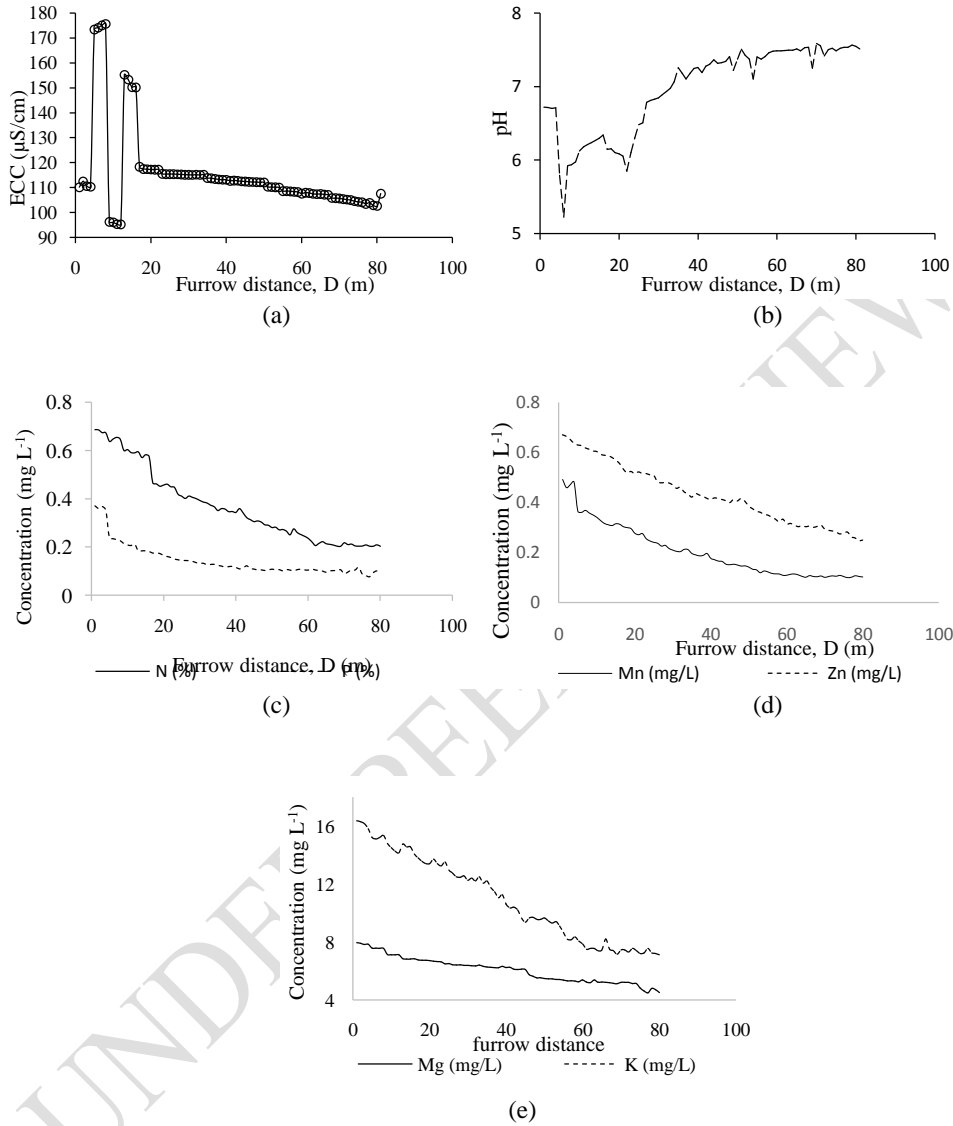 ECC (µS/cm)
180
170
160
150
140
130
120
110
100
90
0 20 40 60 80 100
Furrow distance, D (m)
(a)
pH
8
7
6
5
0 20 40 60 80 100
Furrow distance, D (m)
(b)
Concentration (mg L-1)
0.8
0.6
0.4
0.2
0
0 20 40 60 80 100
Furrow distance, D (m)
N (%) P (%)
(c)
Concentration (mg L-1)
0.8
0.6
0.4
0.2
0
0 20 40 60 80 100
Furrow distance, D (m)
Mn (mg/L) Zn (mg/L)
(d)
Concentration (mg L-1)
16
12
8
4
0 20 40 60 80 100
furrow distance
Mg (mg/L) K (mg/L)
(e)